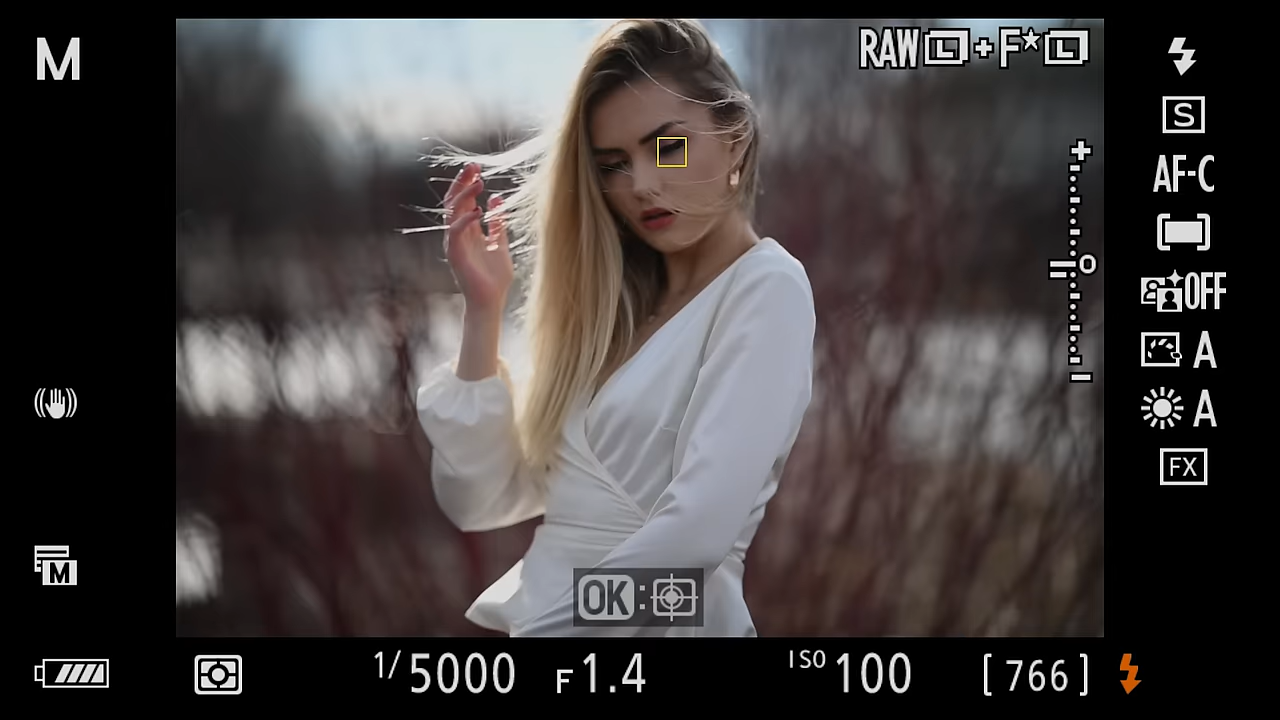 M
RAW L + F★ L
S
AF-C
OFF
A
A
FX
M
OK:
1/5000 F1.4 ISO 100 [766]